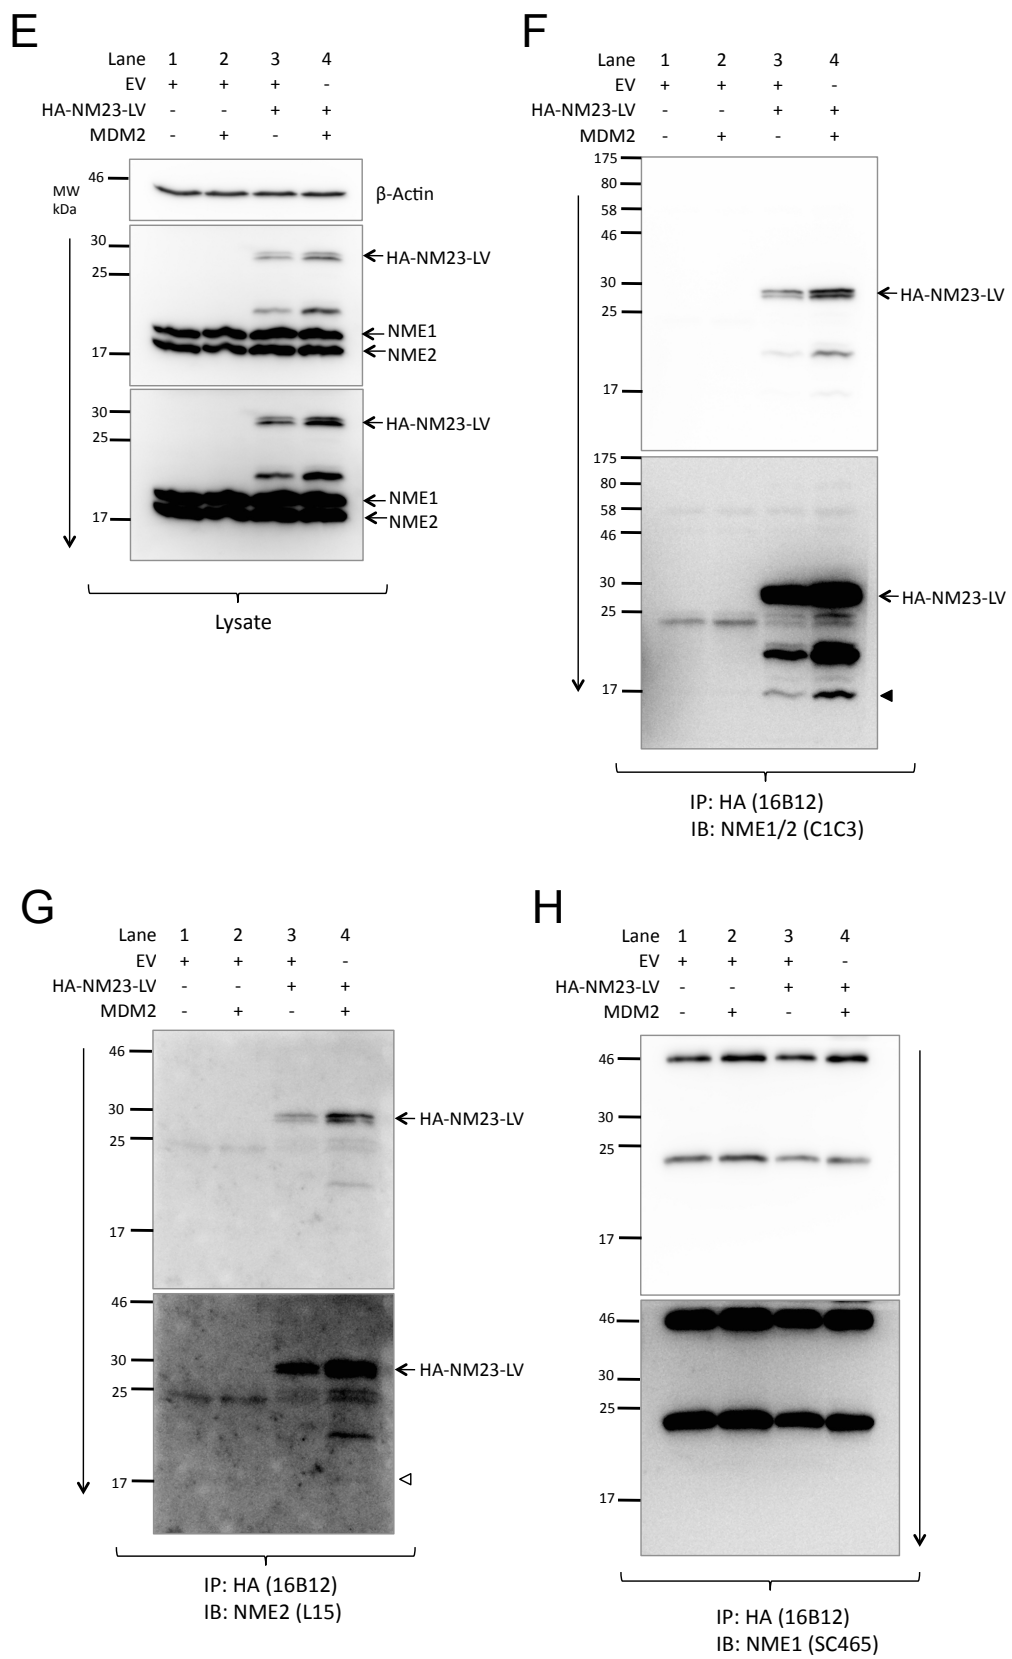 E
Lane 1 2 3 4
EV + + + -
HA-NM23-LV - - + +
MDM2 - + - +
46
MW
kDa
β-Actin
30
25
17
HA-NM23-LV
NME1
NME2
30
25
17
HA-NM23-LV
NME1
NME2
Lysate
F
Lane 1 2 3 4
EV + + + -
HA-NM23-LV - - + +
MDM2 - + - +
175
80
58
46
30
25
17
HA-NM23-LV
175
80
58
46
30
25
17
HA-NM23-LV
IP: HA (16B12)
IB: NME1/2 (C1C3)
G
Lane 1 2 3 4
EV + + + -
HA-NM23-LV - - + +
MDM2 - + - +
46
30
25
17
HA-NM23-LV
46
30
25
17
HA-NM23-LV
IP: HA (16B12)
IB: NME2 (L15)
H
Lane 1 2 3 4
EV + + + -
HA-NM23-LV - - + +
MDM2 - + - +
46
30
25
17
46
30
25
17
IP: HA (16B12)
IB: NME1 (SC465)